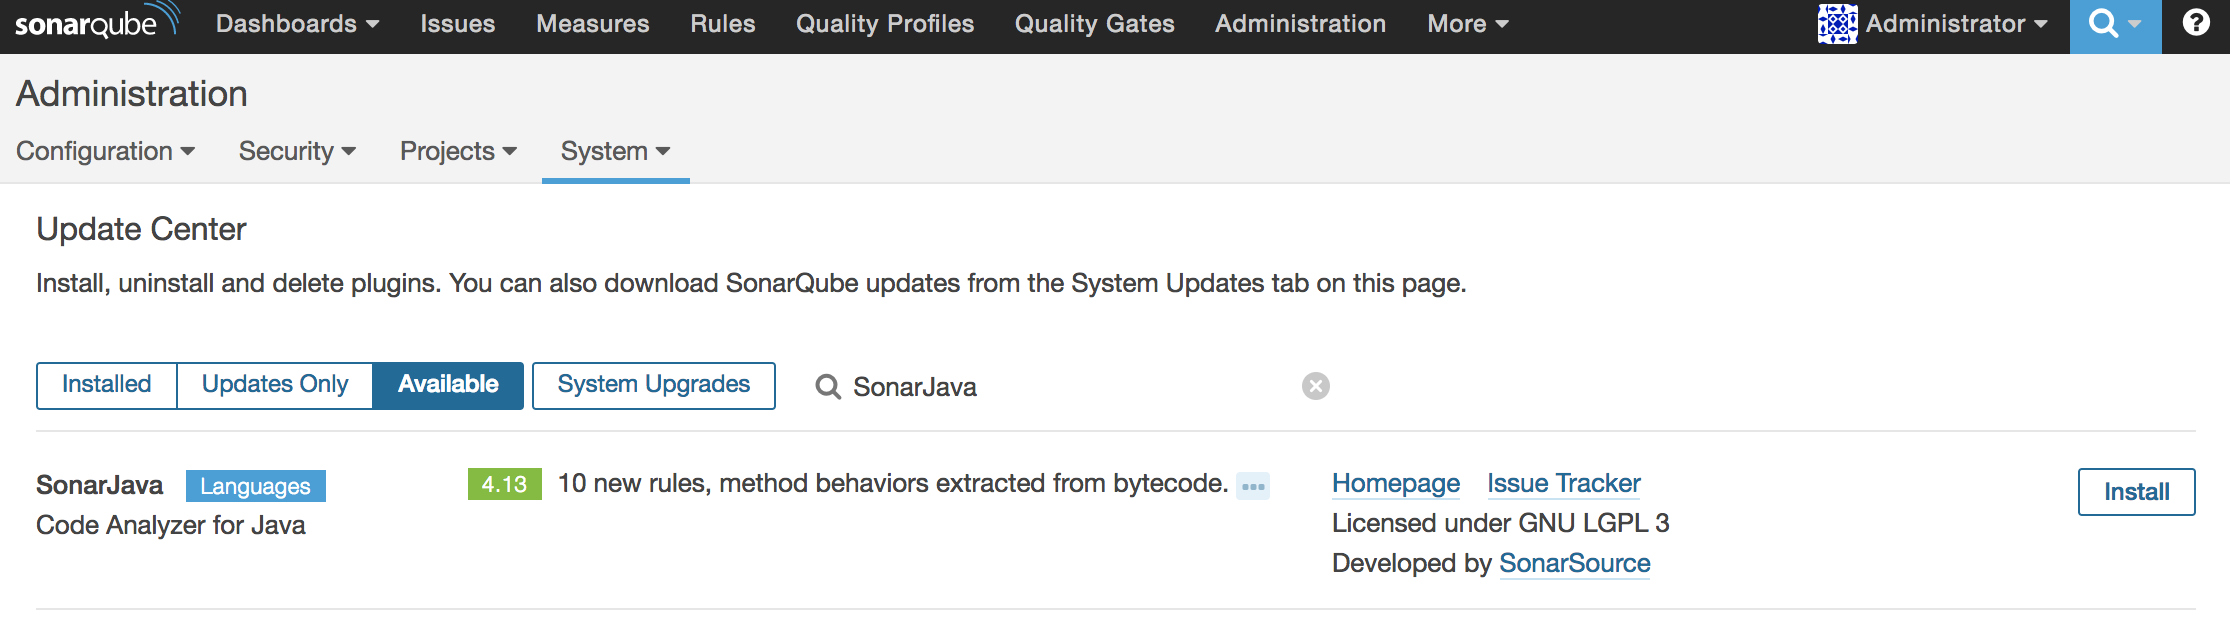 sonarqube Dashboards Issues Measures Rules Quality Profiles Quality Gates Administration More Administrator ?
Administration
Configuration Security Projects System
Update Center
Install, uninstall and delete plugins. You can also download SonarQube updates from the System Updates tab on this page.
Installed Updates Only Available System Upgrades SonarJava
SonarJava Languages 4.13 10 new rules, method behaviors extracted from bytecode. ... Homepage Issue Tracker Install
Code Analyzer for Java Licensed under GNU LGPL 3
Developed by SonarSource